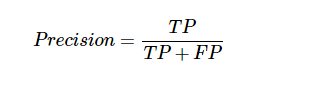 Precision = TP / TP + FP